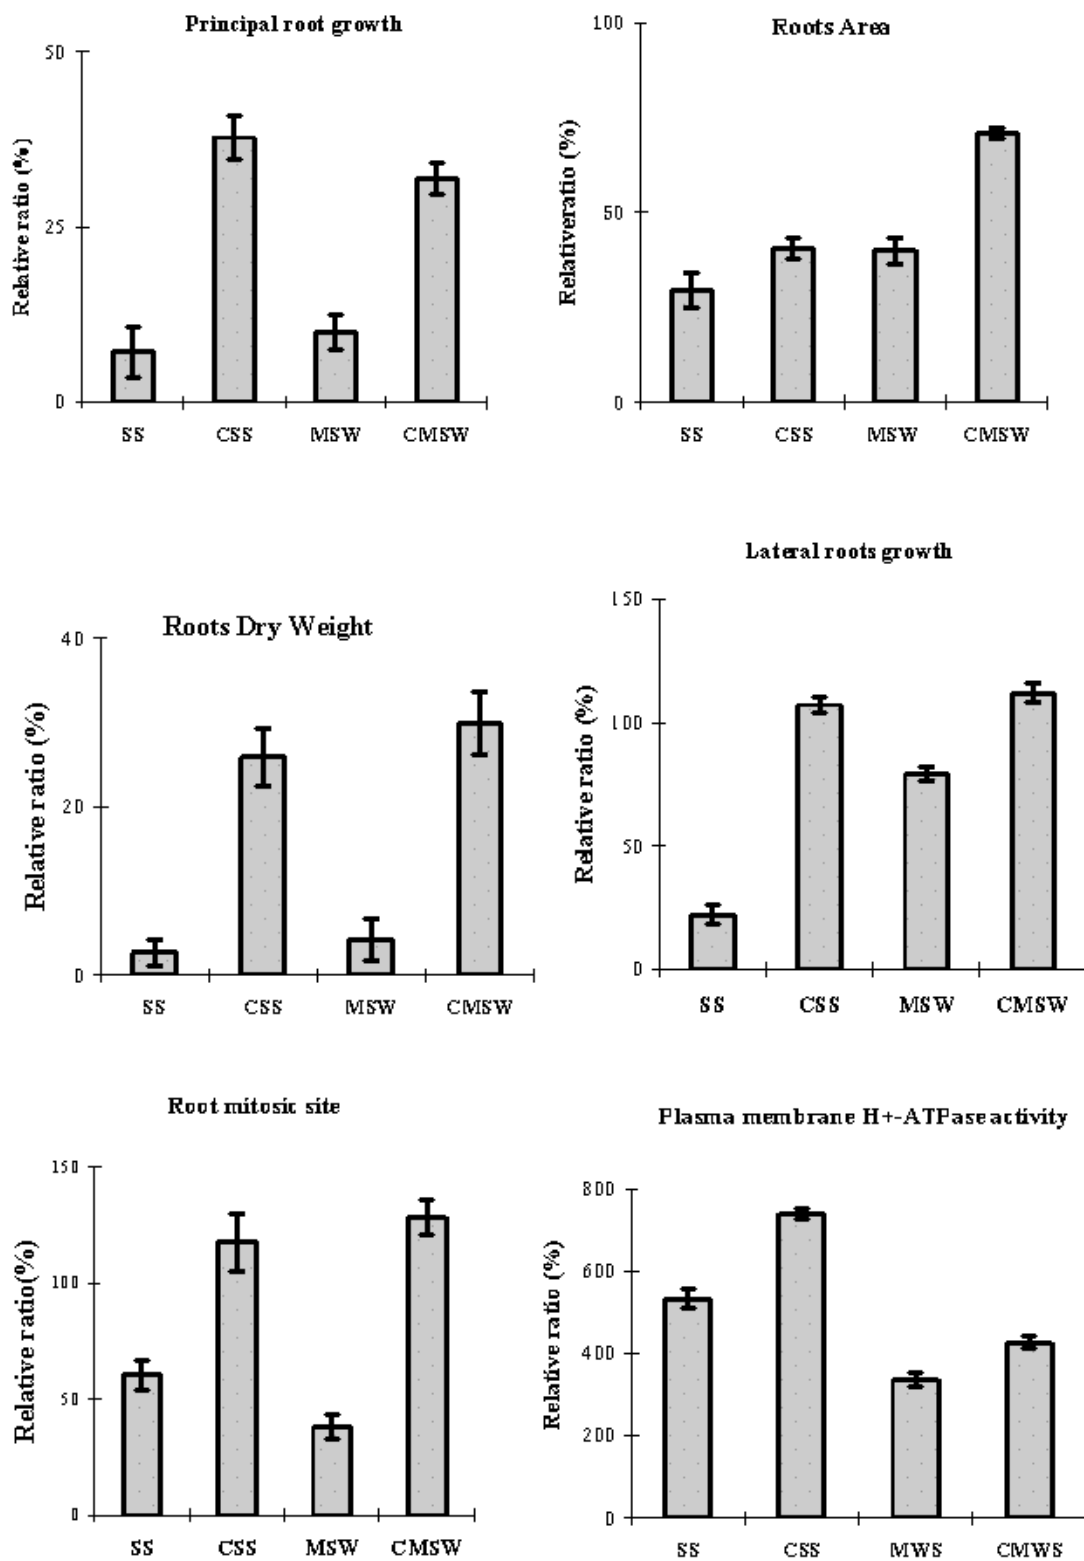 Principal root growth
Relative ratio (%)
50
25
0
SS CSS MSW CMSW
Roots Area
Relativeratio (%)
100
50
0
SS CSS MSW CMSW
Roots Dry Weight
Relative ratio (%)
40
20
0
SS CSS MSW CMSW
Lateral roots growth
Relative ratio (%)
150
100
50
0
SS CSS MSW CMSW
Root mitosic site
Relative ratio(%)
150
100
50
0
SS CSS MSW CMSW
Plasma membrane H+-ATPase activity
Relative ratio (%)
800
600
400
200
0
SS CSS MWS CMWS